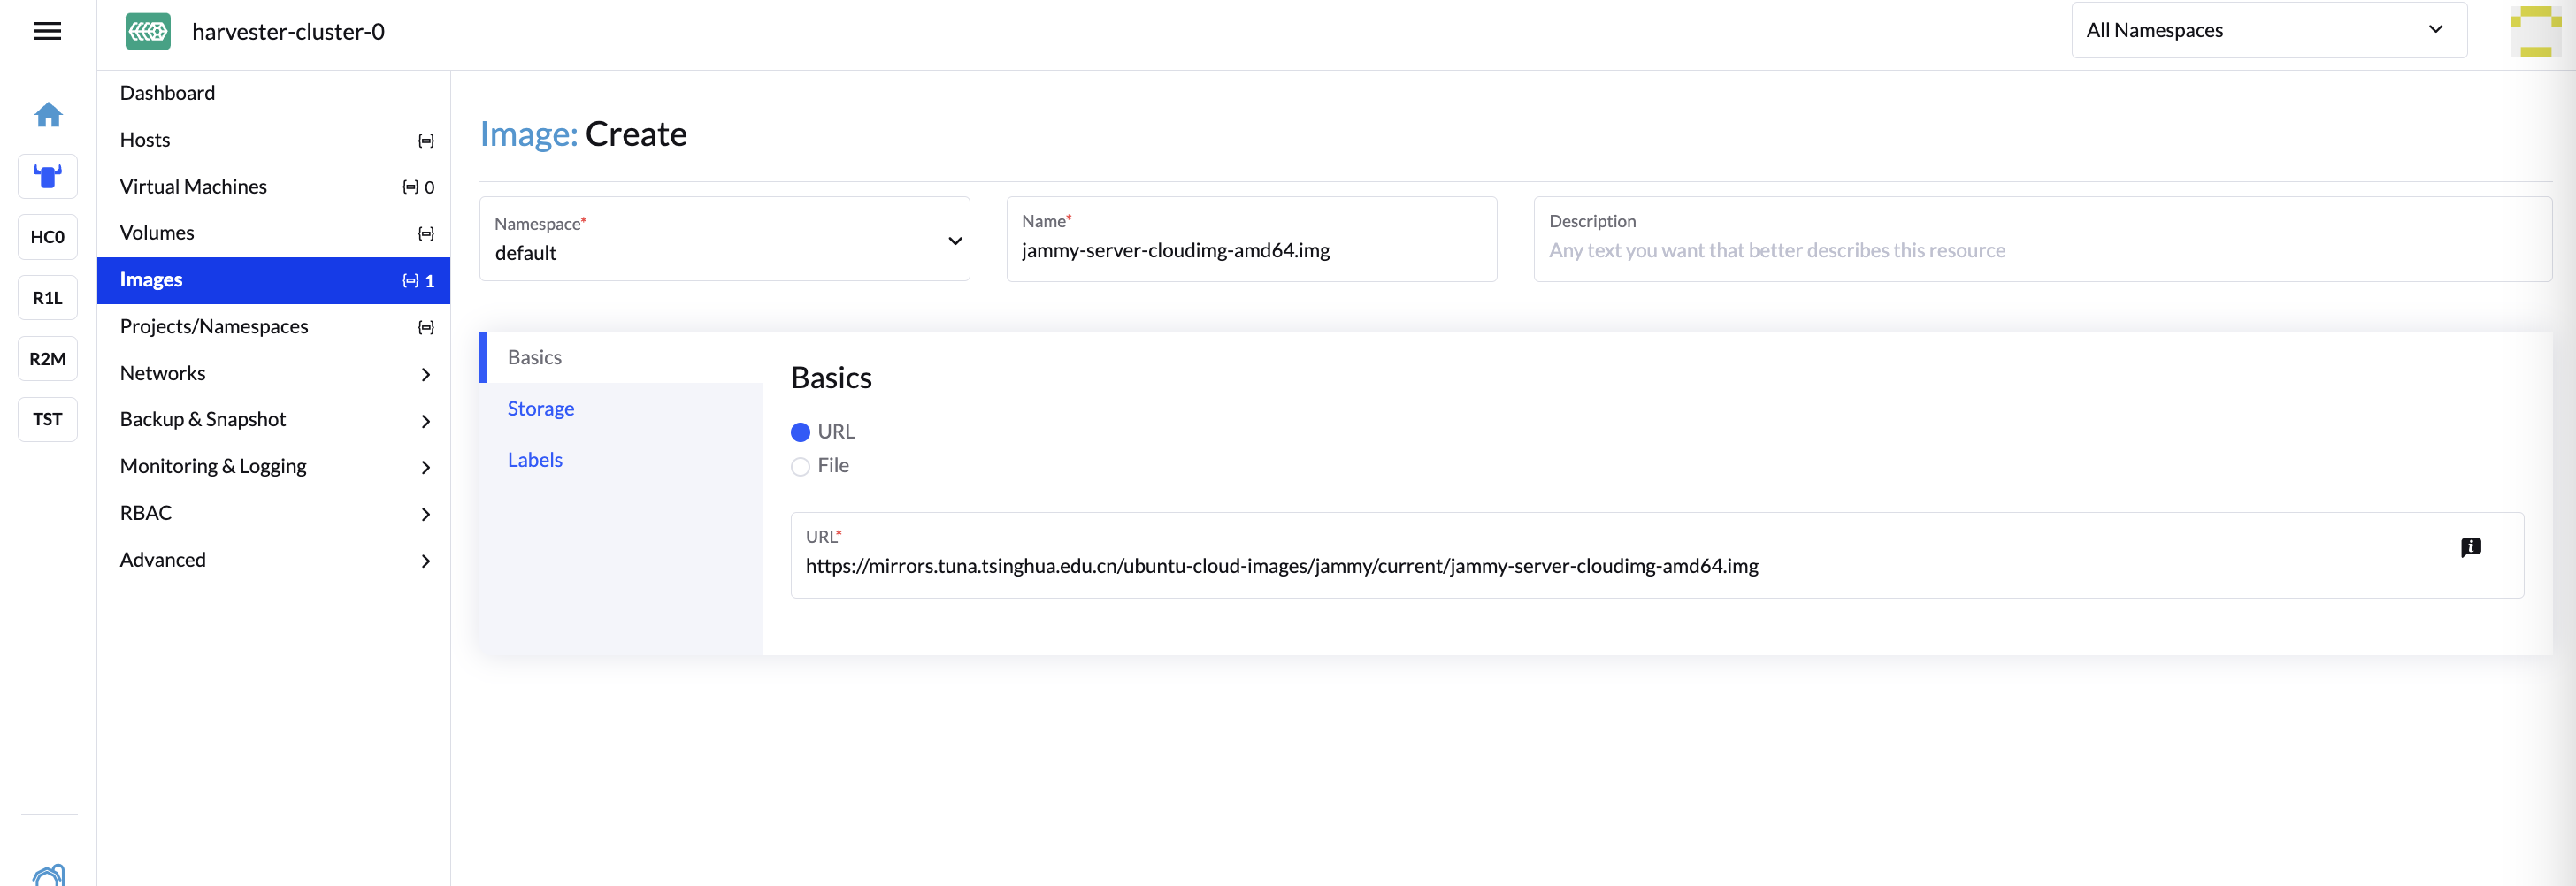 harvester-cluster-0
All Namespaces
HC0
R1L
R2M
TST
Dashboard
Hosts
Virtual Machines 0
Volumes
Images 1
Projects/Namespaces
Networks
Backup & Snapshot
Monitoring & Logging
RBAC
Advanced
Image: Create
Namespace*
default
Name*
jammy-server-cloudimg-amd64.img
Description
Any text you want that better describes this resource
Basics
Storage
Labels
Basics
URL
File
URL*
https://mirrors.tuna.tsinghua.edu.cn/ubuntu-cloud-images/jammy/current/jammy-server-cloudimg-amd64.img